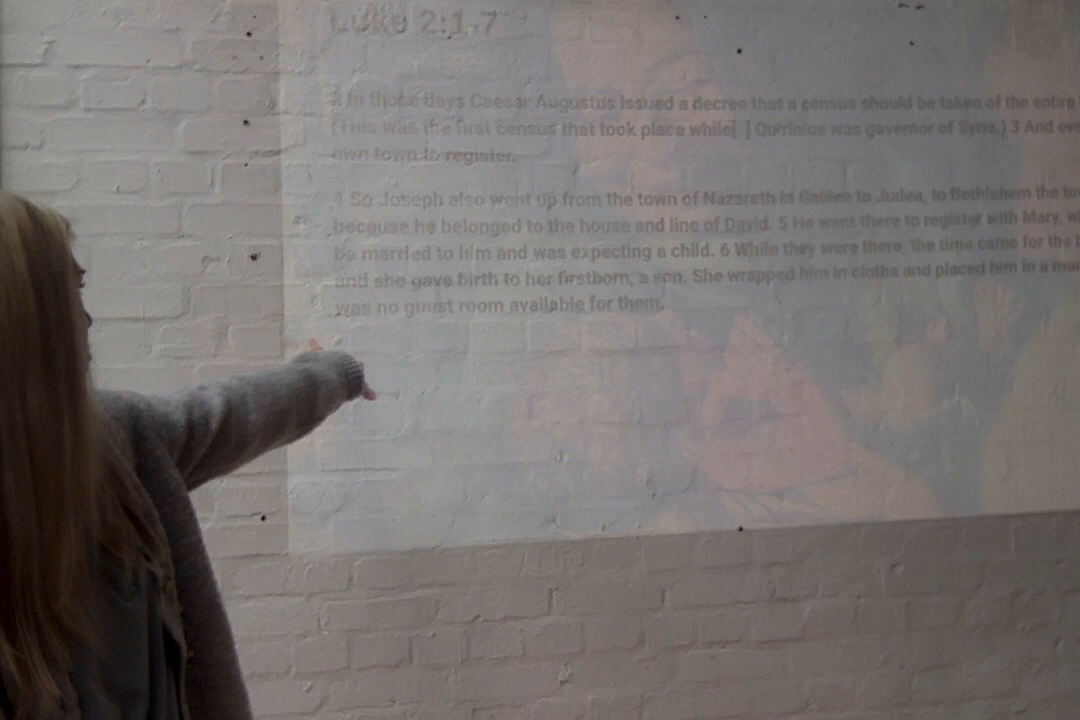 Luke 2:1-7
2 In those days Caesar Augustus issued a decree that a census should be taken of the entire
(This was the first census that took place while[ ] Quirinius was governor of Syria.) 3 And eve
own town to register.
4 So Joseph also went up from the town of Nazareth in Galilee to Judea, to Bethlehem the to
because he belonged to the house and line of David. 5 He went there to register with Mary, w
be married to him and was expecting a child. 6 While they were there, the time came for the b
and she gave birth to her firstborn, a son. She wrapped him in cloths and placed him in a man
was no guest room available for them.